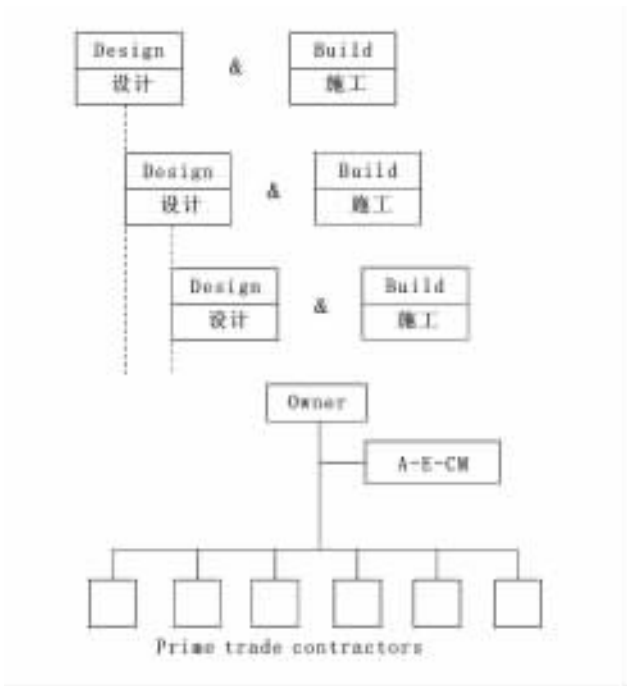 Design & Build
设计 施工
Design & Build
设计 施工
Design & Build
设计 施工
Owner
A-E-CM
Prime trade contractors